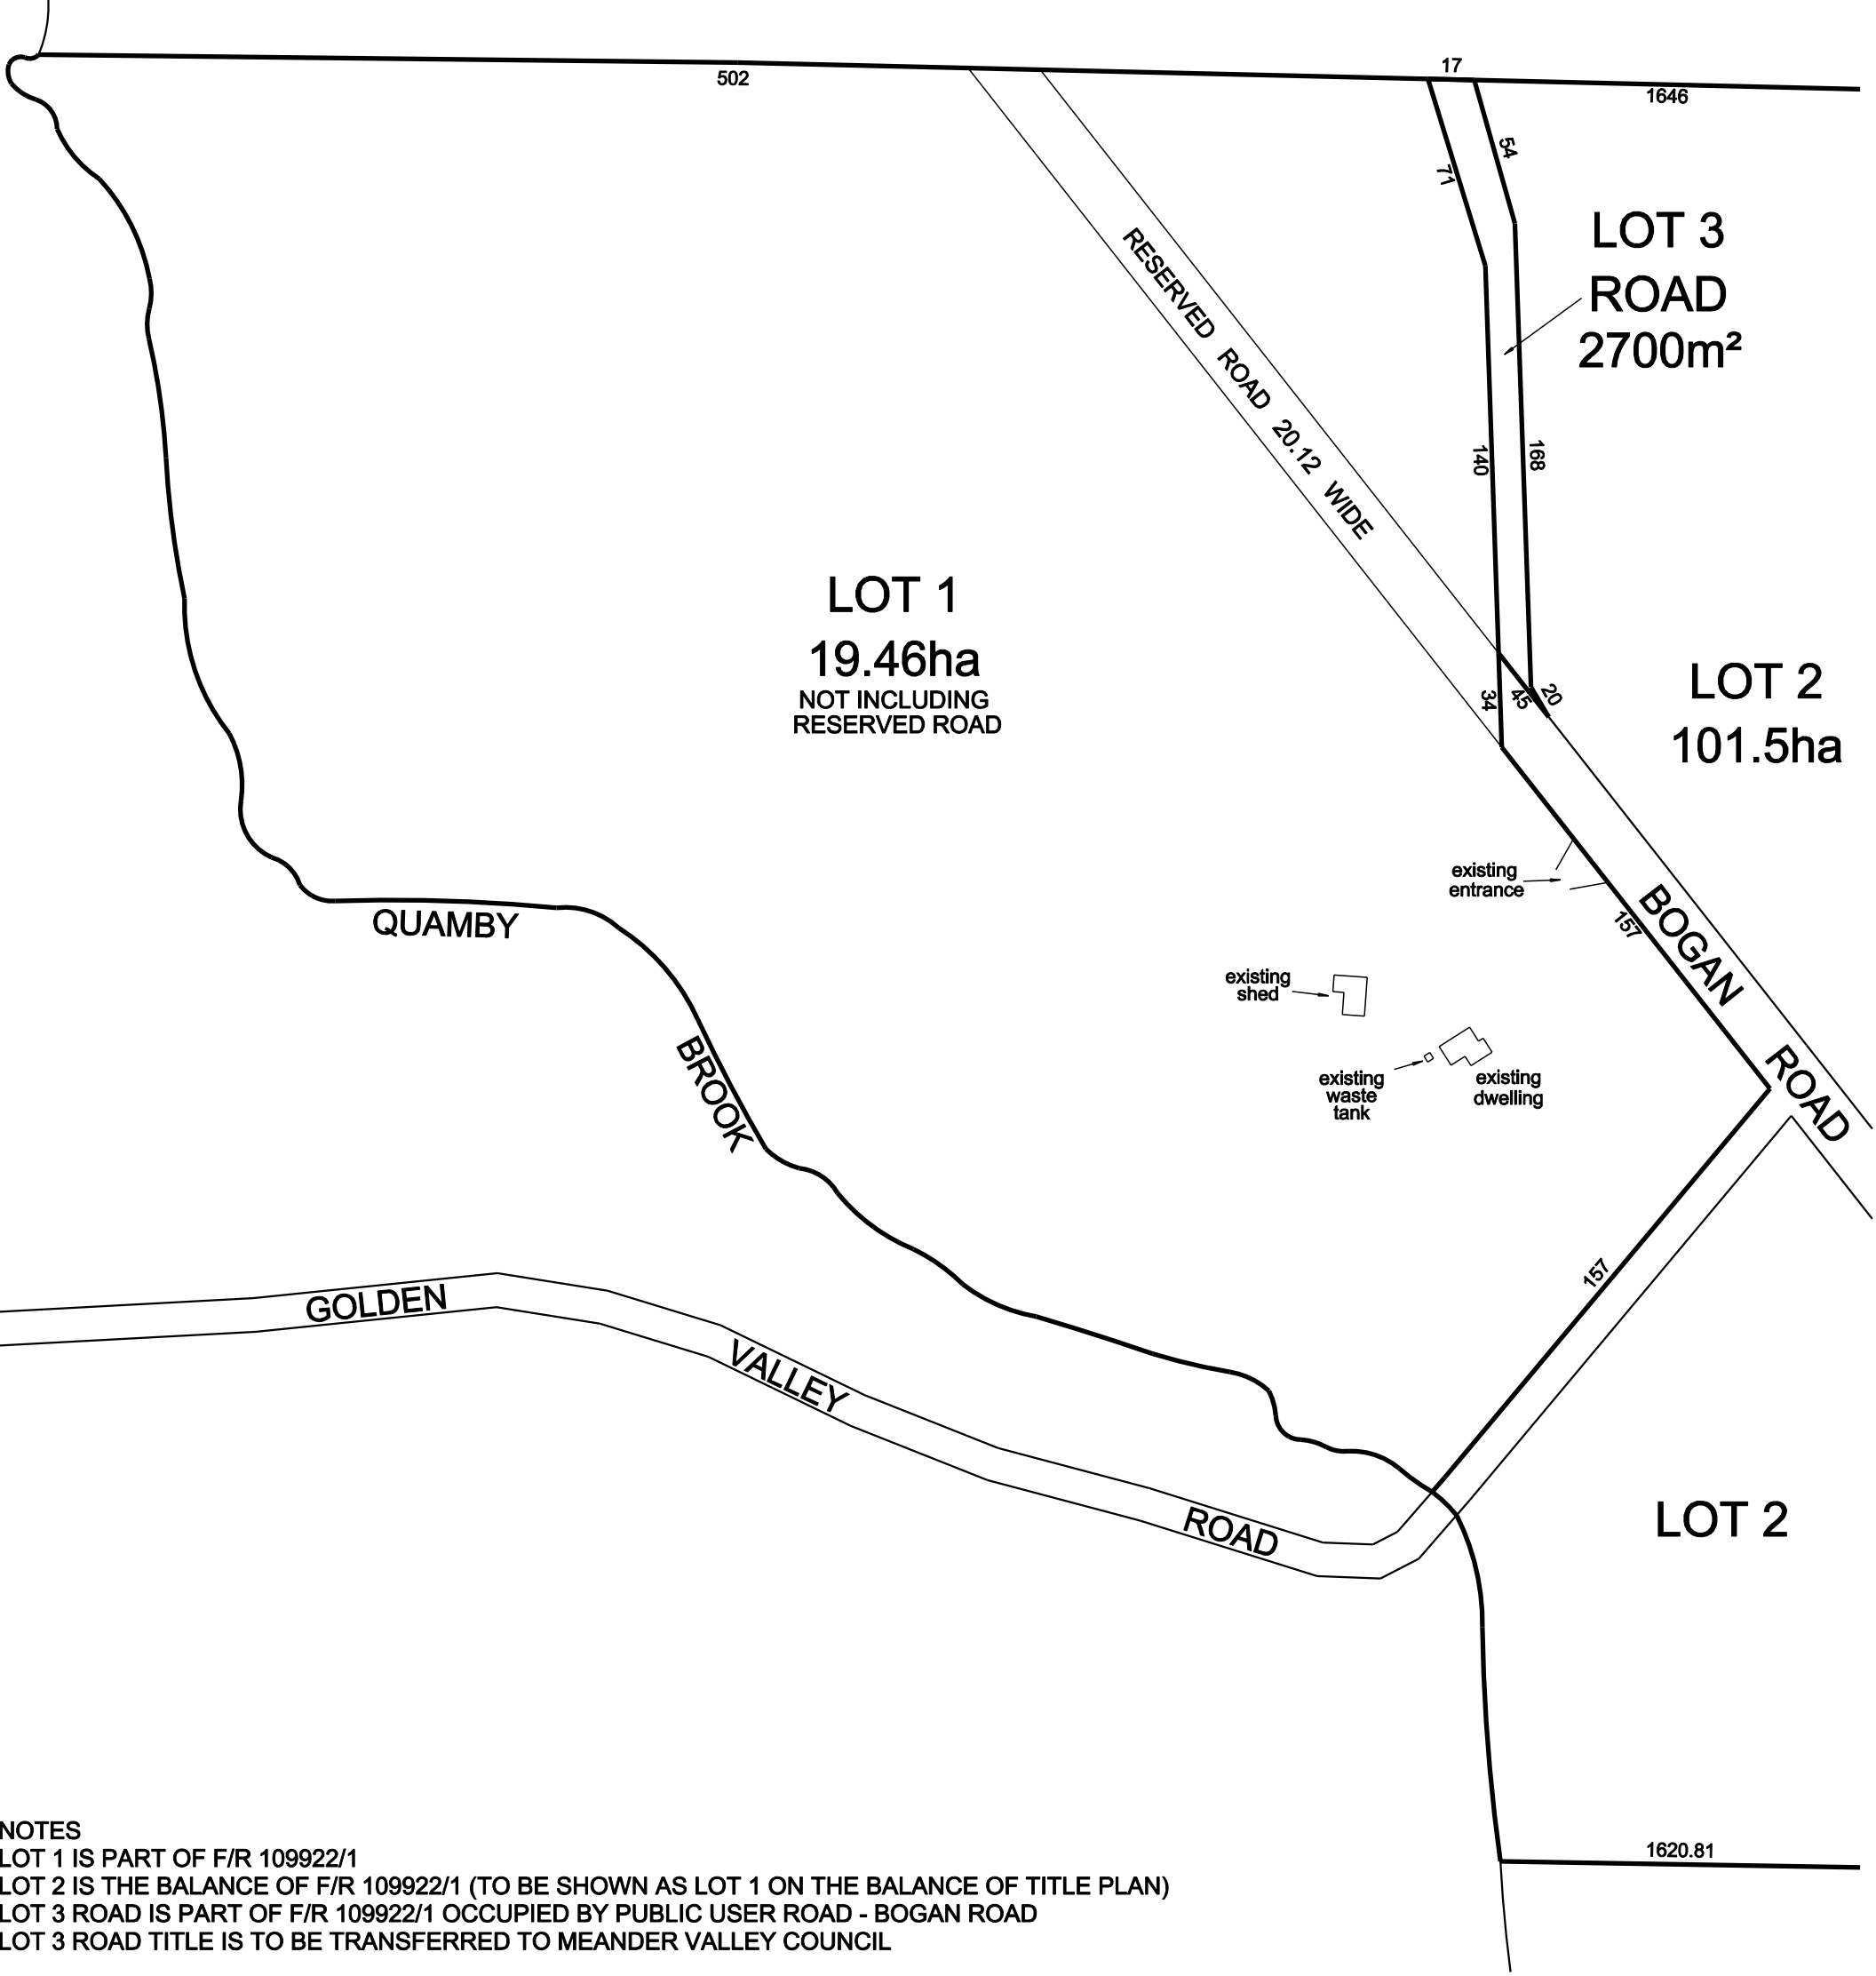 502
17
1646
71
54
LOT 3
ROAD
2700m²
RESERVED ROAD 20.12 WIDE
140
168
LOT 1
19.46ha
NOT INCLUDING
RESERVED ROAD
34
45
20
LOT 2
101.5ha
existing
entrance
157
BOGAN ROAD
QUAMBY BROOK
existing
shed
existing
waste
tank
existing
dwelling
157
GOLDEN VALLEY ROAD
LOT 2
1620.81
NOTES
LOT 1 IS PART OF F/R 109922/1
LOT 2 IS THE BALANCE OF F/R 109922/1 (TO BE SHOWN AS LOT 1 ON THE BALANCE OF TITLE PLAN)
LOT 3 ROAD IS PART OF F/R 109922/1 OCCUPIED BY PUBLIC USER ROAD - BOGAN ROAD
LOT 3 ROAD TITLE IS TO BE TRANSFERRED TO MEANDER VALLEY COUNCIL